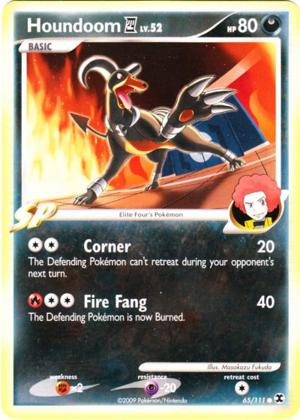 Houndoom 4 LV.52 HP 80
BASIC
SP
Elite Four's Pokémon
Corner 20
The Defending Pokémon can't retreat during your opponent's
next turn.
Fire Fang 40
The Defending Pokémon is now Burned.
weakness resistance retreat cost
×2 -20
Illus. Masakazu Fukuda
©2009 Pokémon/Nintendo 65/111